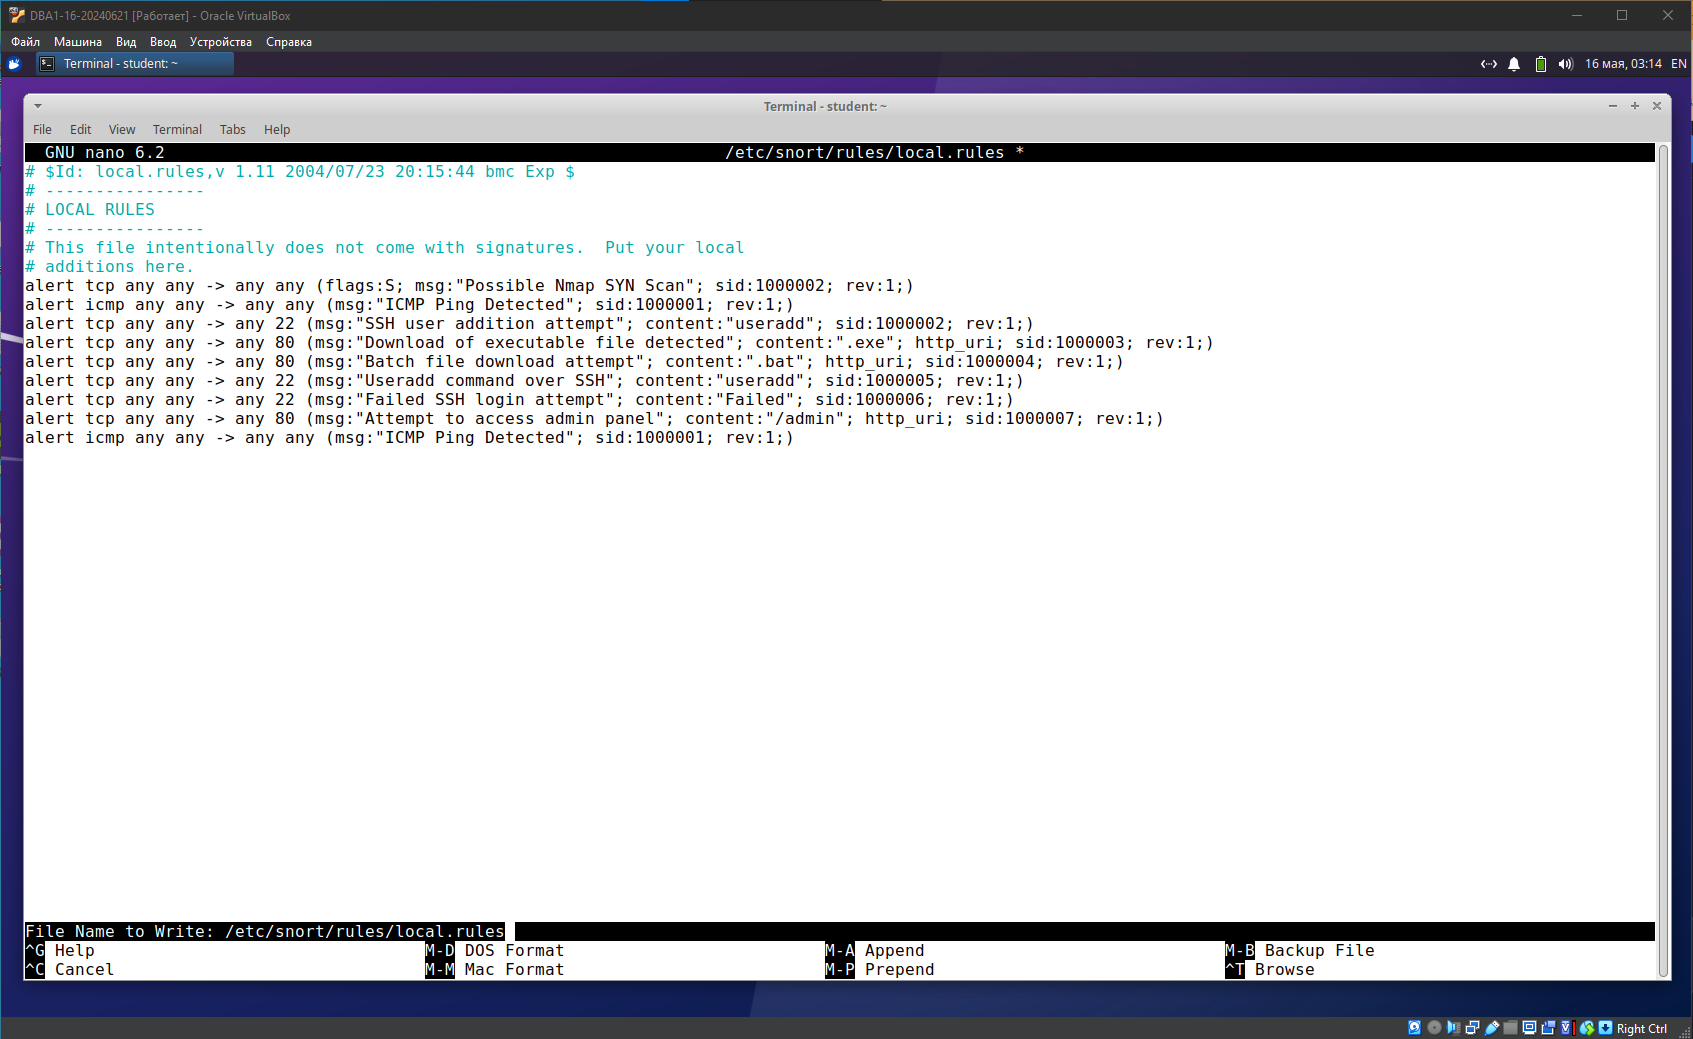 DBA1-16-20240621 [Работает] - Oracle VirtualBox
Файл Машина Вид Ввод Устройства Справка
Terminal - student: ~ 16 мая, 03:14 EN
Terminal - student: ~
File Edit View Terminal Tabs Help
GNU nano 6.2 /etc/snort/rules/local.rules *
# $Id: local.rules,v 1.11 2004/07/23 20:15:44 bmc Exp $
# ----------------
# LOCAL RULES
# ----------------
# This file intentionally does not come with signatures.  Put your local
# additions here.
alert tcp any any -> any any (flags:S; msg:"Possible Nmap SYN Scan"; sid:1000002; rev:1;)
alert icmp any any -> any any (msg:"ICMP Ping Detected"; sid:1000001; rev:1;)
alert tcp any any -> any 22 (msg:"SSH user addition attempt"; content:"useradd"; sid:1000002; rev:1;)
alert tcp any any -> any 80 (msg:"Download of executable file detected"; content:".exe"; http_uri; sid:1000003; rev:1;)
alert tcp any any -> any 80 (msg:"Batch file download attempt"; content:".bat"; http_uri; sid:1000004; rev:1;)
alert tcp any any -> any 22 (msg:"Useradd command over SSH"; content:"useradd"; sid:1000005; rev:1;)
alert tcp any any -> any 22 (msg:"Failed SSH login attempt"; content:"Failed"; sid:1000006; rev:1;)
alert tcp any any -> any 80 (msg:"Attempt to access admin panel"; content:"/admin"; http_uri; sid:1000007; rev:1;)
alert icmp any any -> any any (msg:"ICMP Ping Detected"; sid:1000001; rev:1;)
File Name to Write: /etc/snort/rules/local.rules
^G Help M-D DOS Format M-A Append M-B Backup File
^C Cancel M-M Mac Format M-P Prepend ^T Browse
Right Ctrl